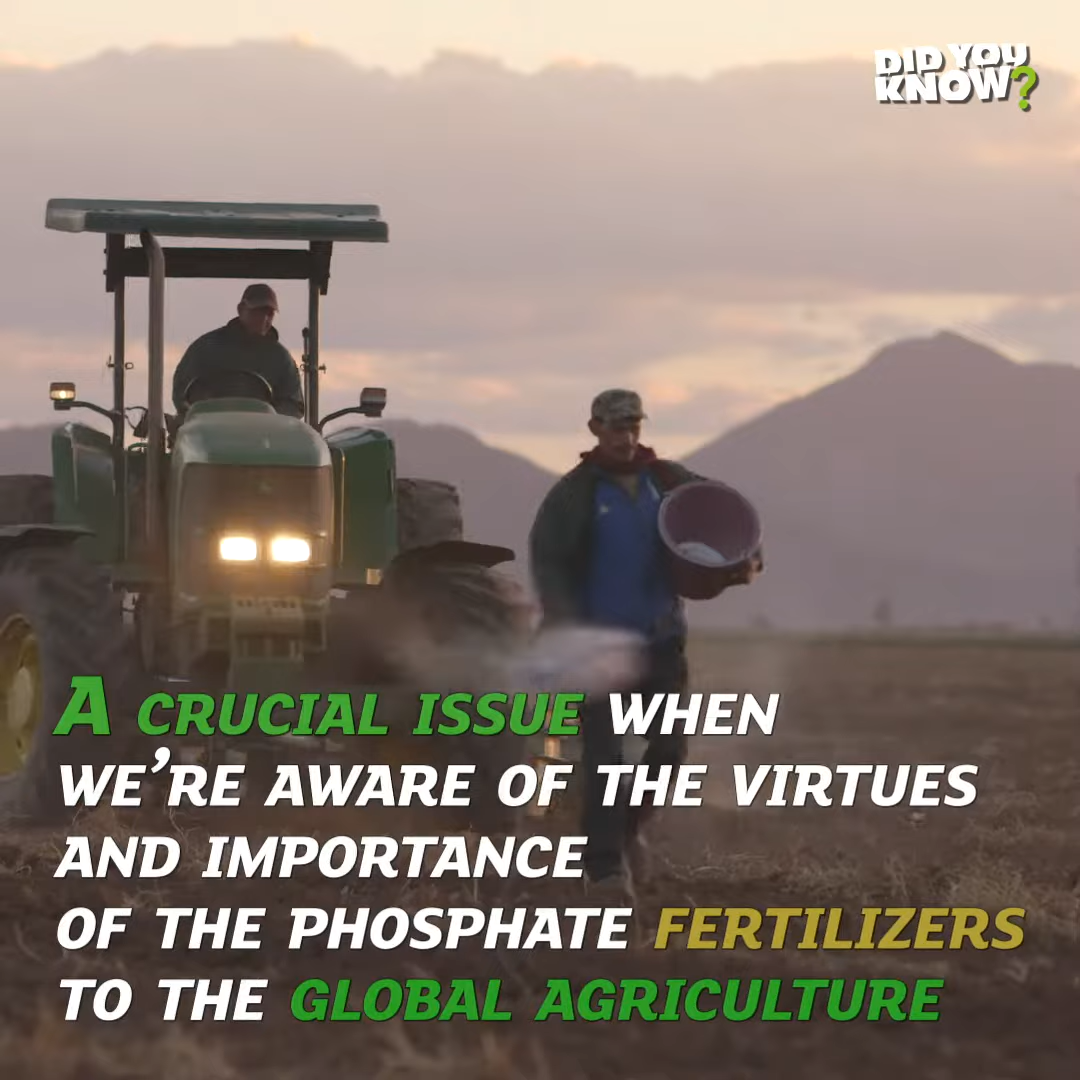 DID YOU
KNOW?
A CRUCIAL ISSUE WHEN
WE'RE AWARE OF THE VIRTUES
AND IMPORTANCE
OF THE PHOSPHATE FERTILIZERS
TO THE GLOBAL AGRICULTURE